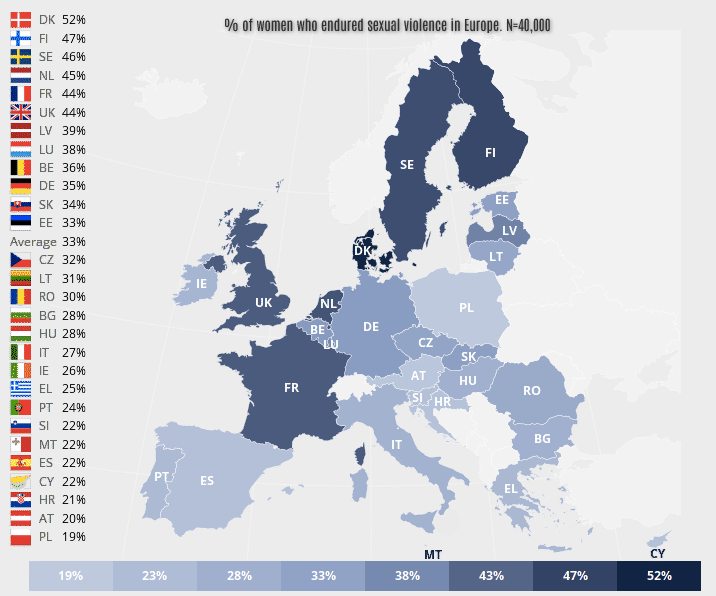 % of women who endured sexual violence in Europe. N=40,000
DK 52%
FI 47%
SE 46%
NL 45%
FR 44%
UK 44%
LV 39%
LU 38%
BE 36%
DE 35%
SK 34%
EE 33%
Average 33%
CZ 32%
LT 31%
RO 30%
BG 28%
HU 28%
IT 27%
IE 26%
EL 25%
PT 24%
SI 22%
MT 22%
ES 22%
CY 22%
HR 21%
AT 20%
PL 19%
SE
FI
EE
LV
LT
DK
IE
UK
NL
PL
BE
DE
LU
CZ
SK
AT
HU
FR
RO
SI
HR
BG
IT
PT
ES
EL
MT
CY
19% 23% 28% 33% 38% 43% 47% 52%